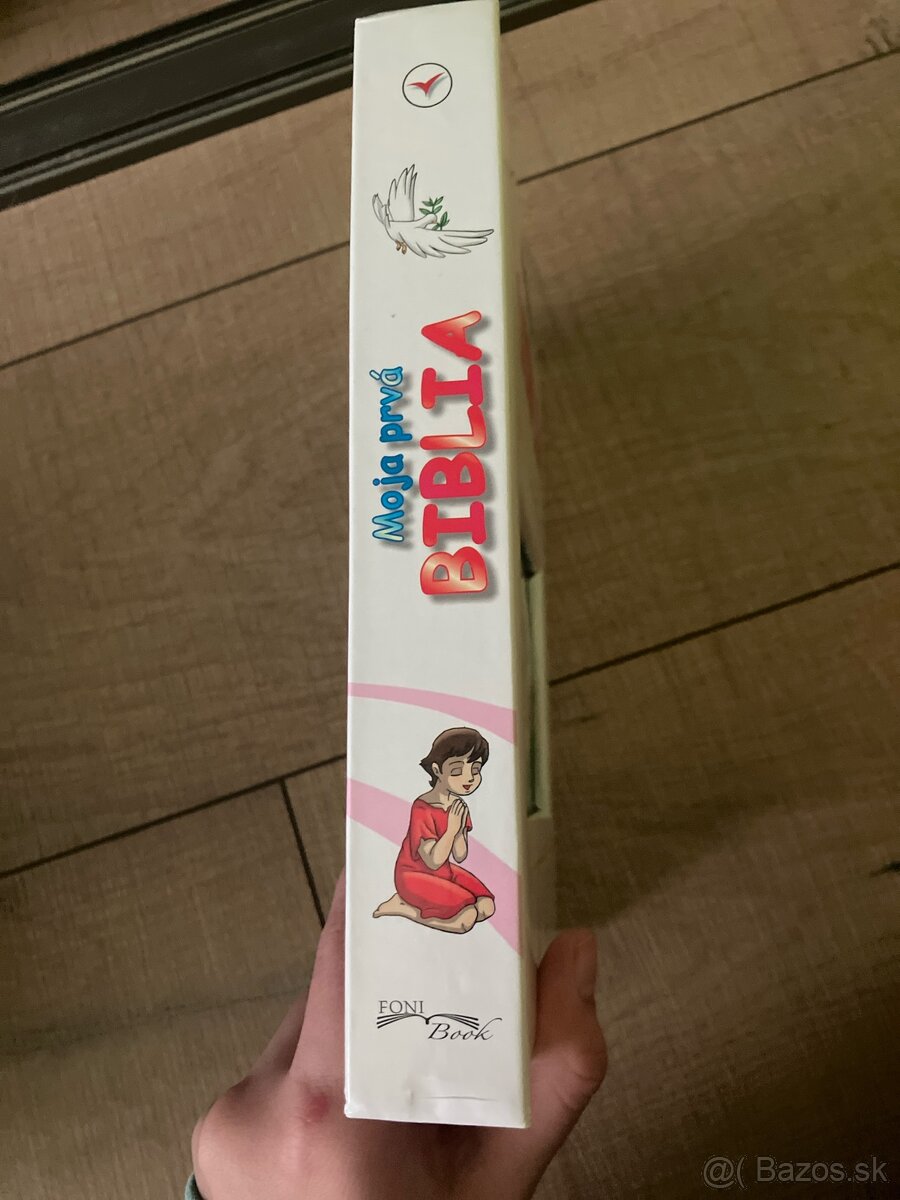 Moja prvá
BIBLIA
FONI
Book
@( Bazos.sk